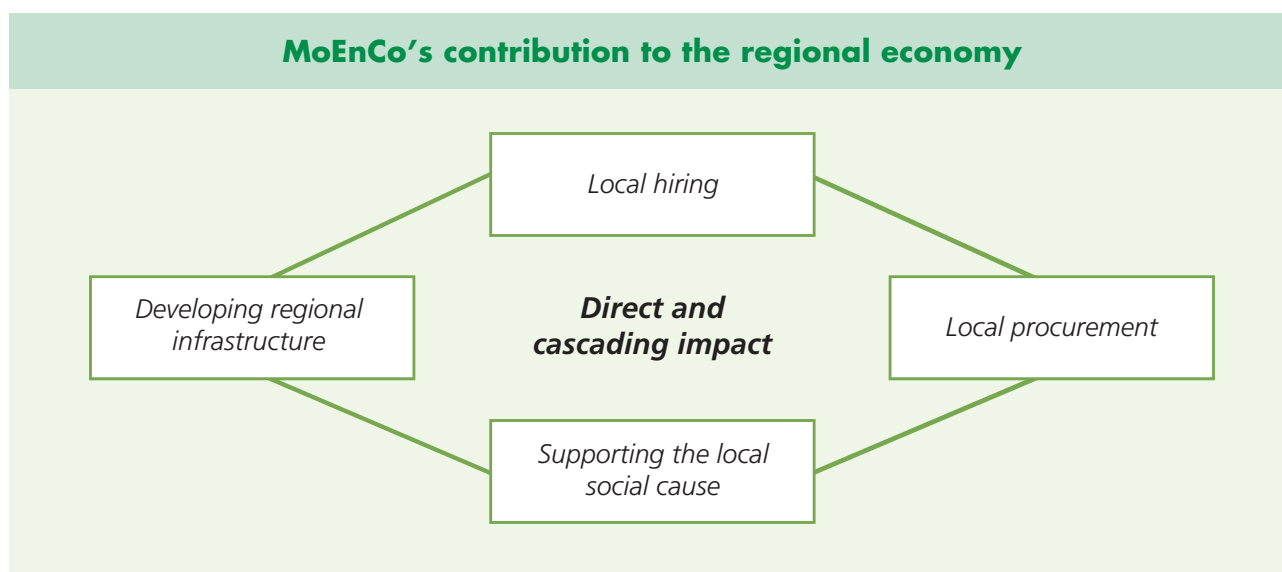 MoEnCo’s contribution to the regional economy
Local hiring
Developing regional
infrastructure
Direct and
cascading impact
Local procurement
Supporting the local
social cause